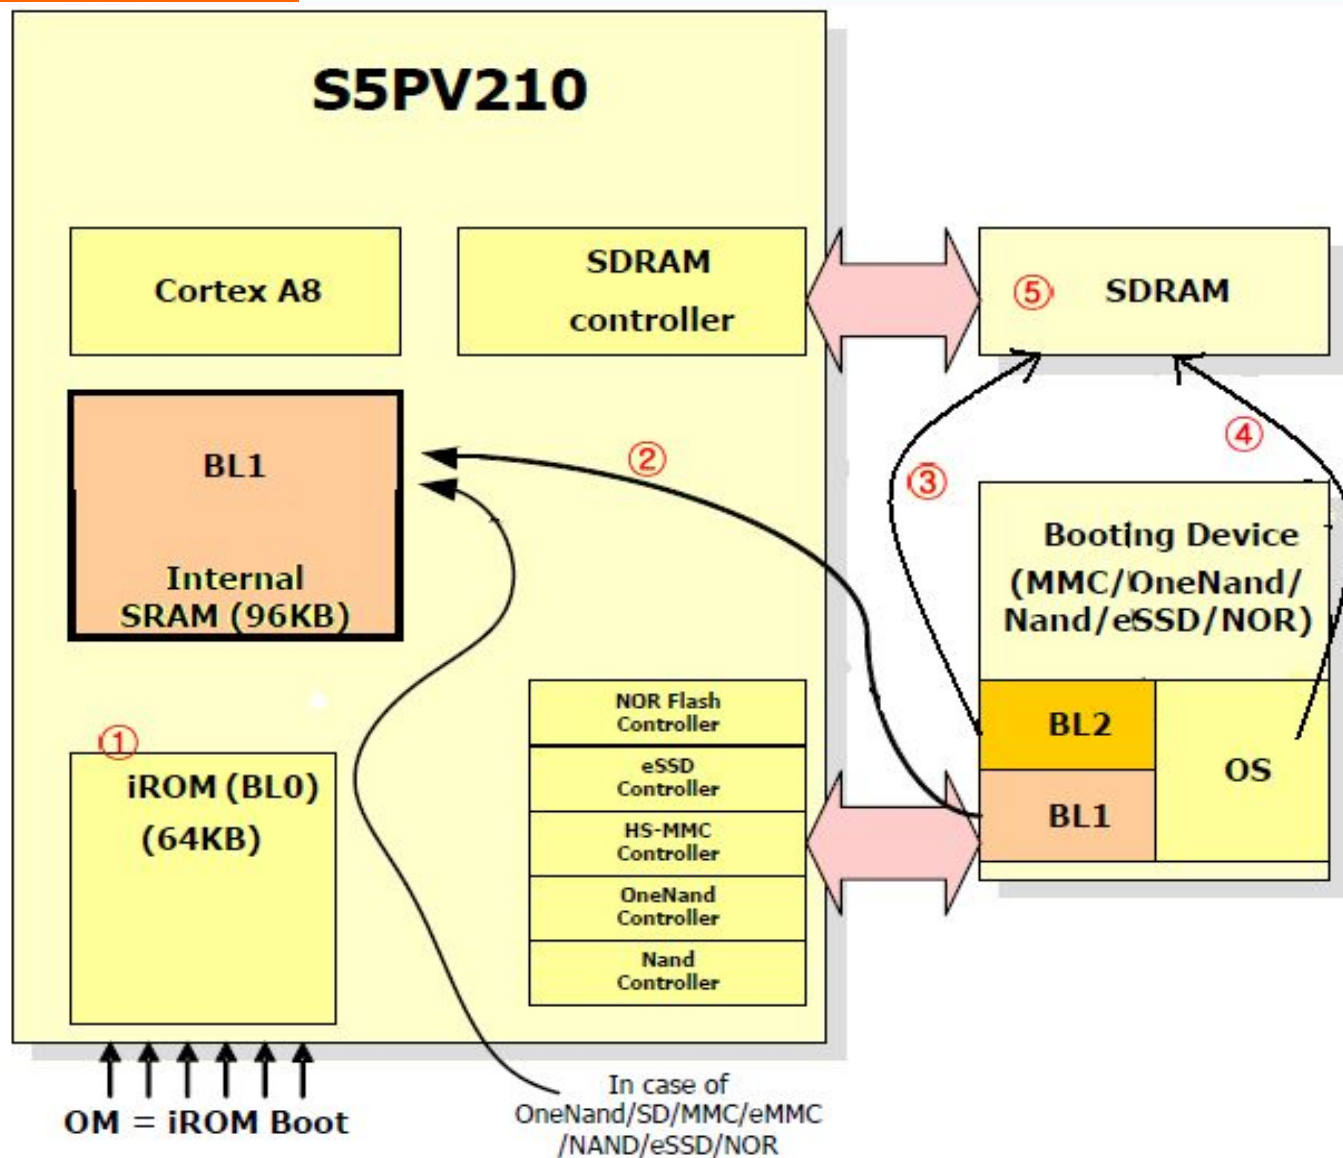 S5PV210
Cortex A8
SDRAM
controller
⑤ SDRAM
BL1
Internal
SRAM (96KB)
②
③
④
Booting Device
(MMC/OneNand/
Nand/eSSD/NOR)
BL2
BL1
OS
①
iROM (BL0)
(64KB)
NOR Flash
Controller
eSSD
Controller
HS-MMC
Controller
OneNand
Controller
Nand
Controller
OM = iROM Boot
In case of
OneNand/SD/MMC/eMMC
/NAND/eSSD/NOR